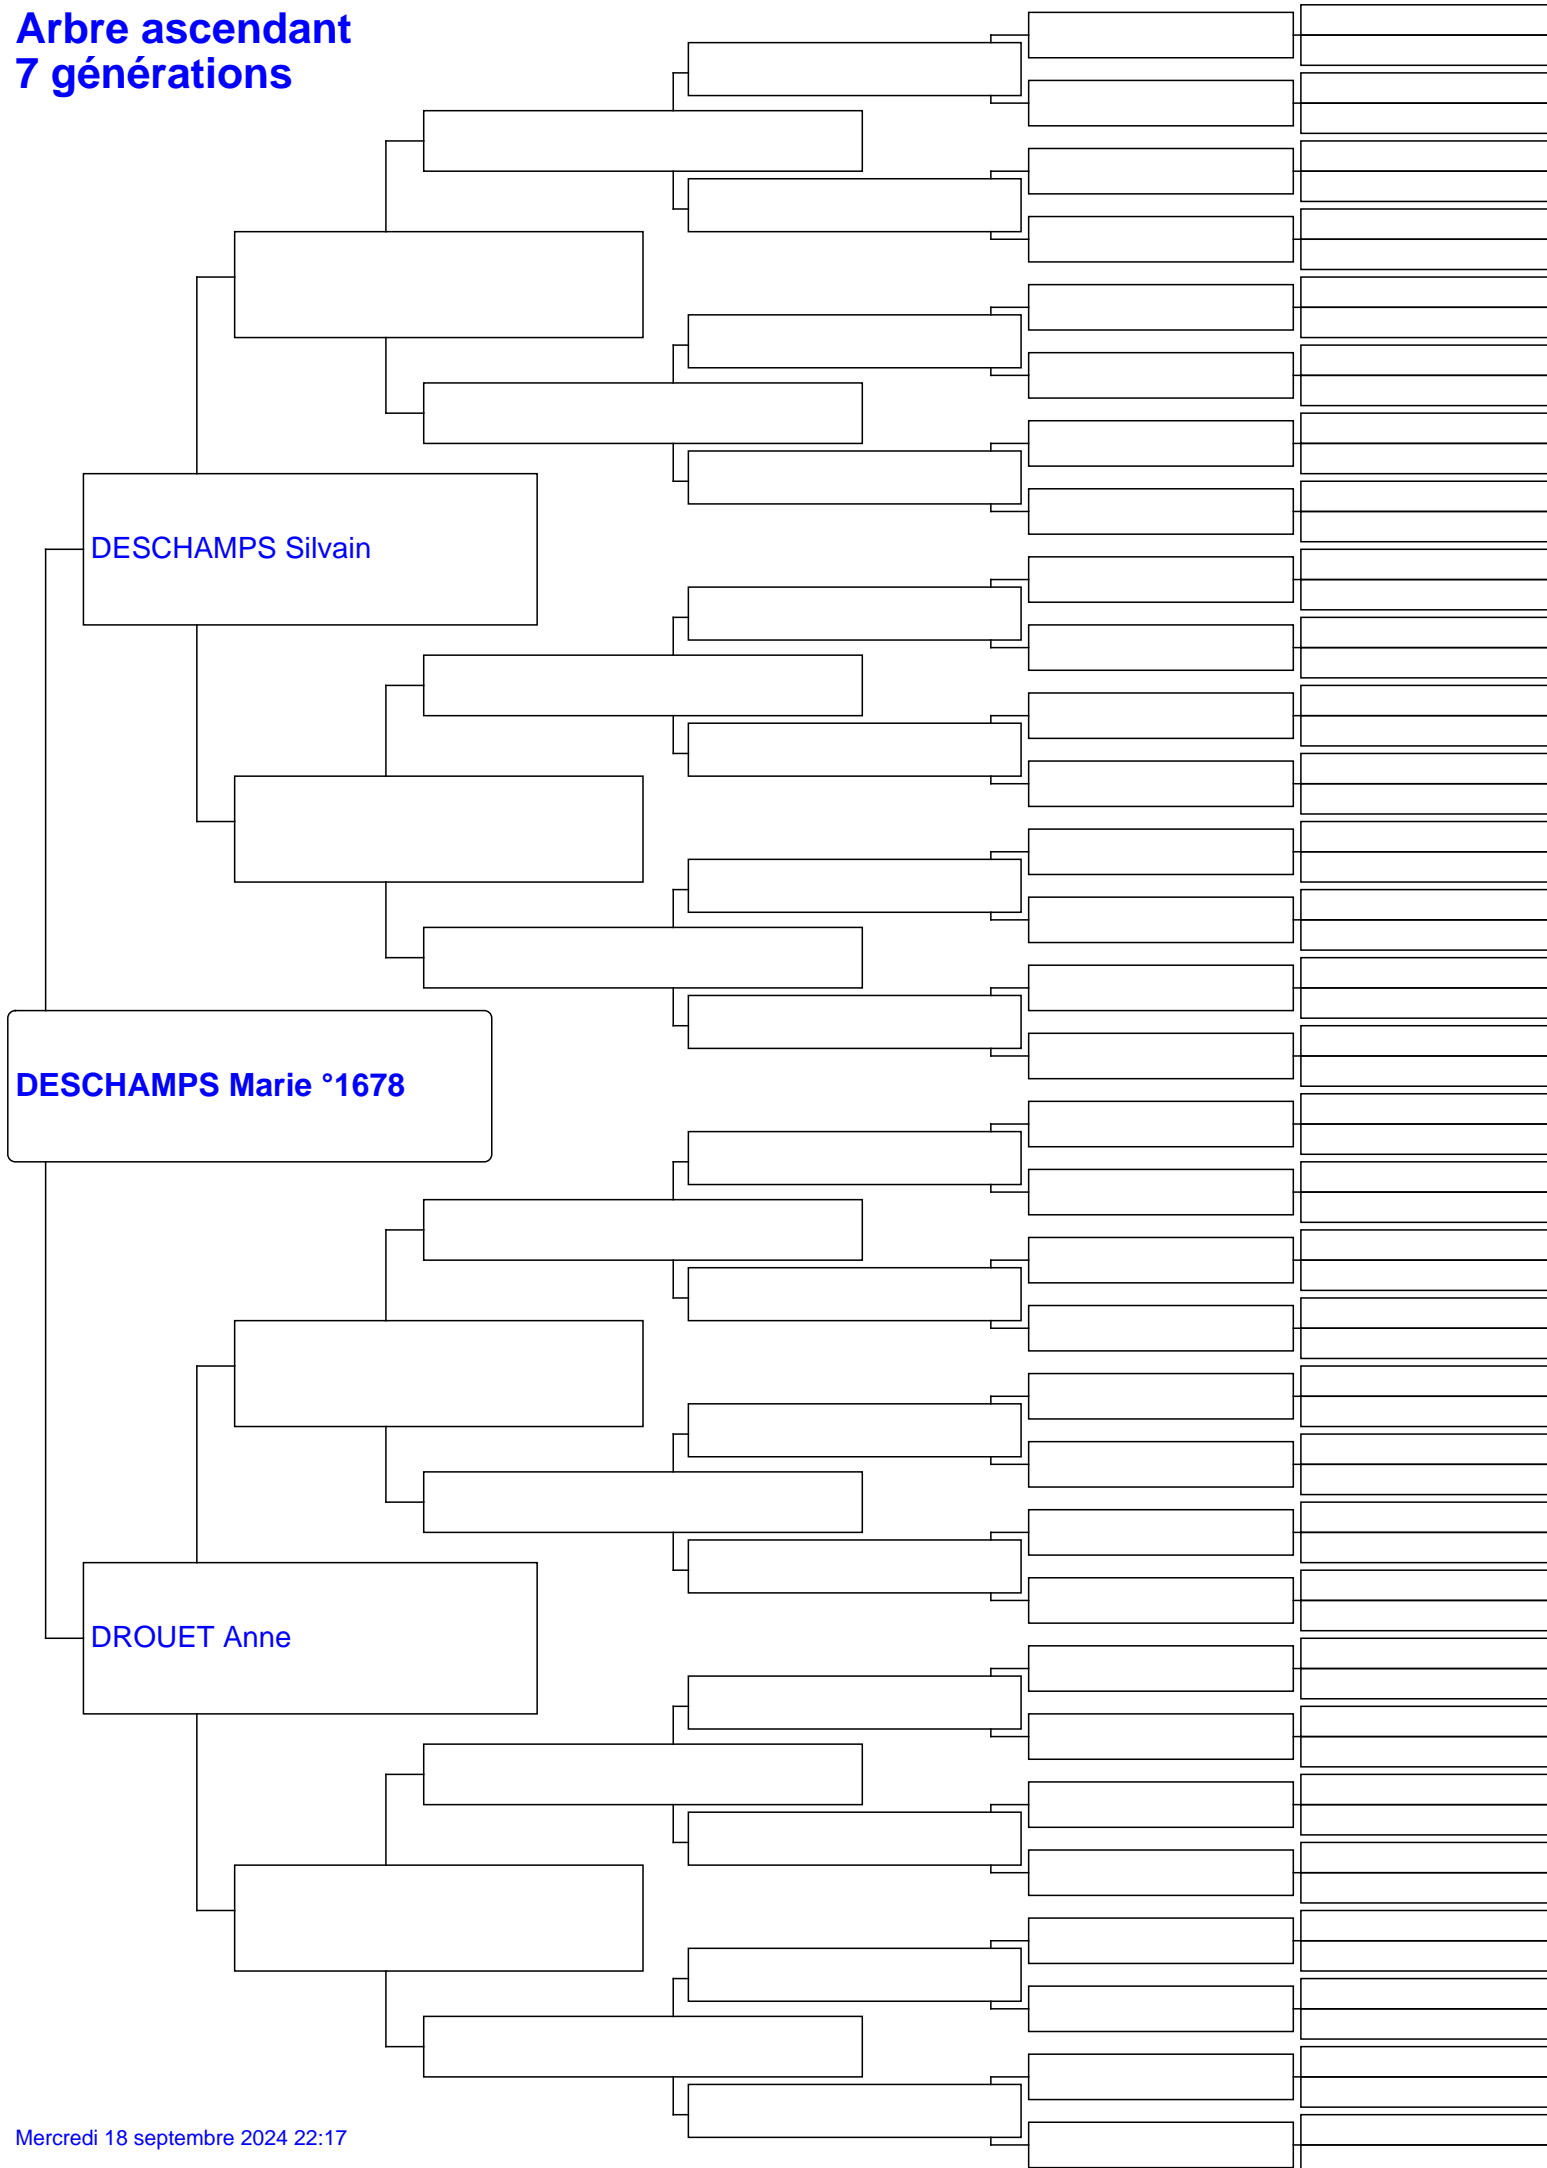 Arbre ascendant
7 générations
DESCHAMPS Silvain
DESCHAMPS Marie °1678
DROUET Anne
Mercredi 18 septembre 2024 22:17